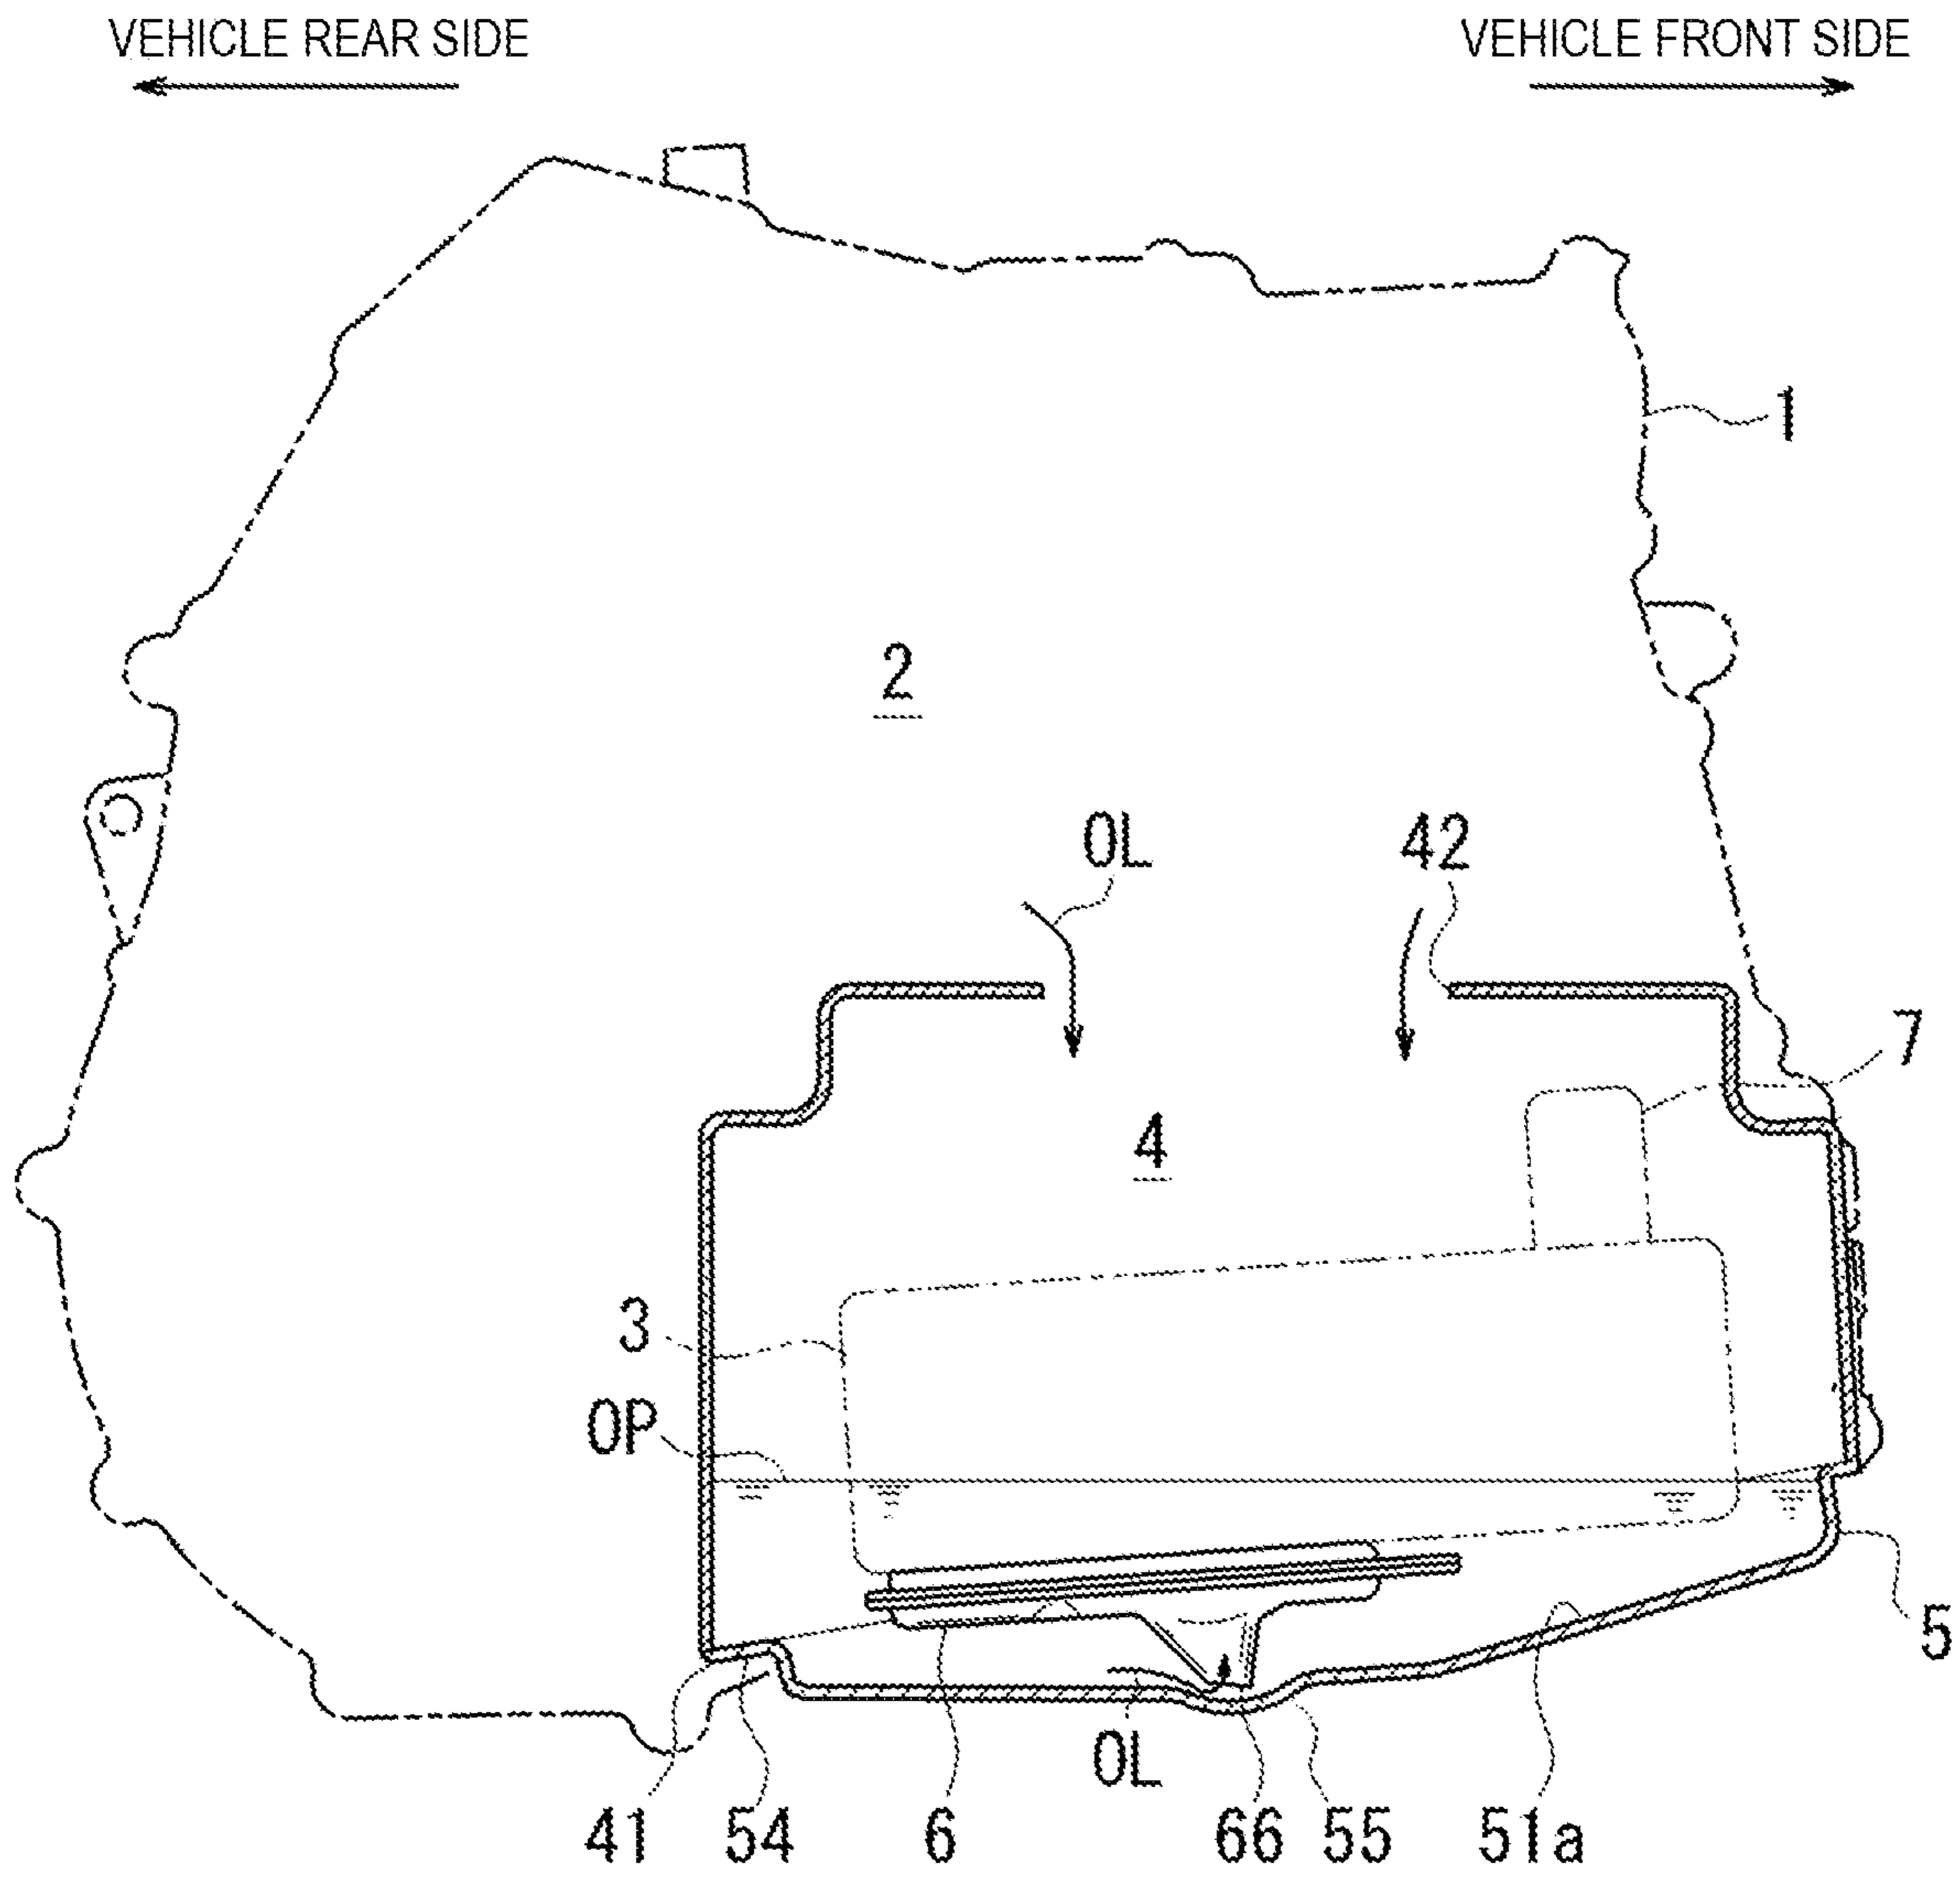 VEHICLE REAR SIDE
VEHICLE FRONT SIDE
1
2
OL
42
7
4
3
OP
5
OL
41
54
6
66
55
51a